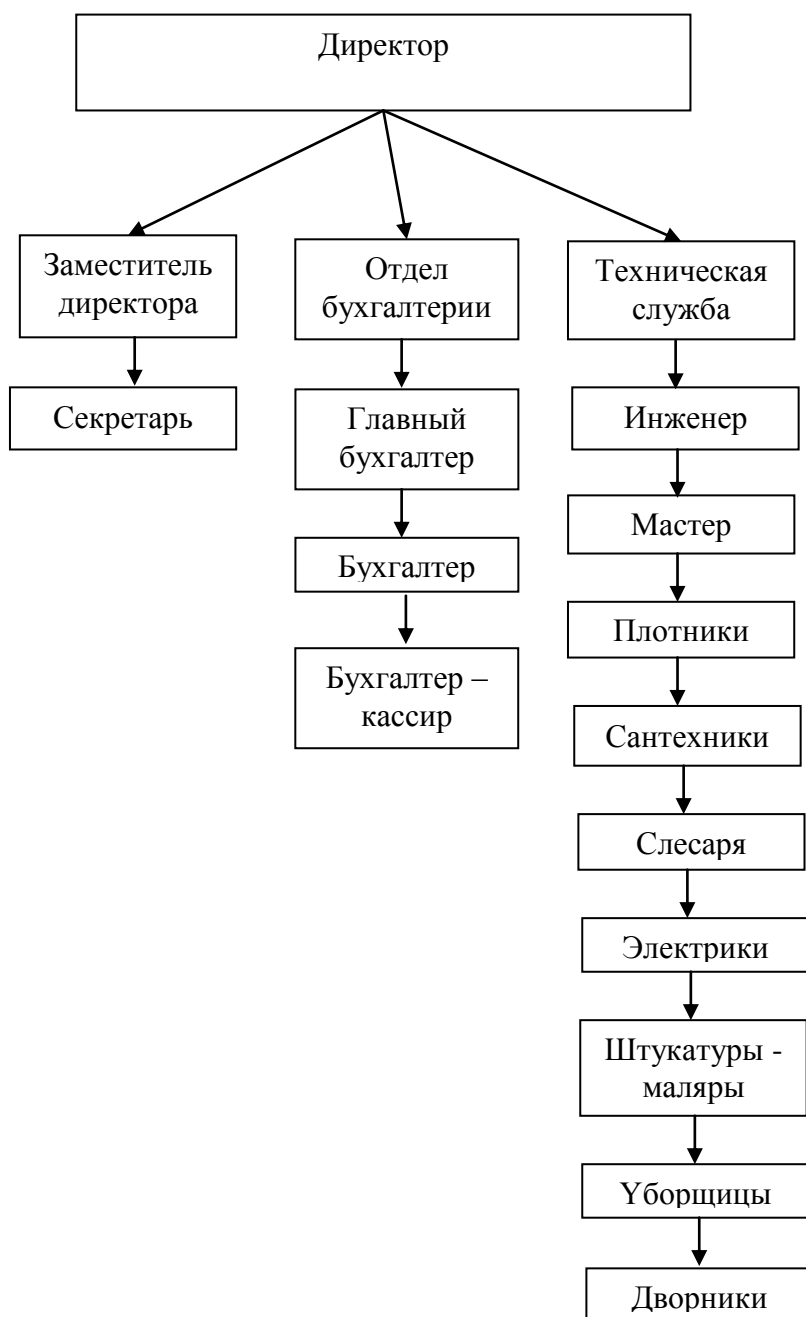 Директор
Заместитель
директора
Отдел
бухгалтерии
Техническая
служба
Секретарь
Главный
бухгалтер
Инженер
Мастер
Бухгалтер
Плотники
Бухгалтер –
кассир
Сантехники
Слесаря
Электрики
Штукатуры -
маляры
Уборщицы
Дворники